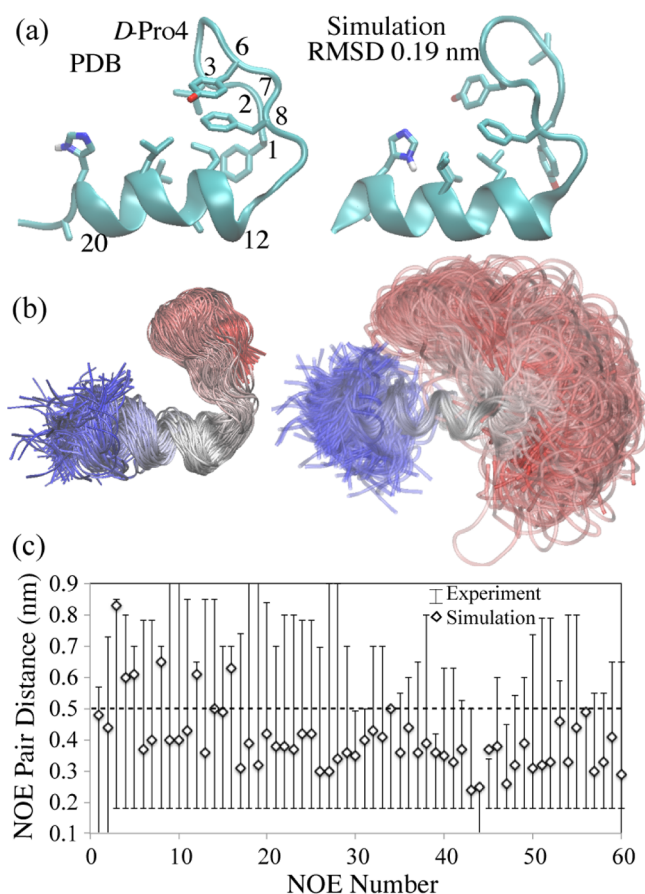 (a)
D-Pro4
PDB
3
6
7
2
8
1
20
12
Simulation
RMSD 0.19 nm
(b)
(c)
NOE Pair Distance (nm)
0.9
0.8
0.7
0.6
0.5
0.4
0.3
0.2
0.1
Experiment
Simulation
0 10 20 30 40 50 60
NOE Number